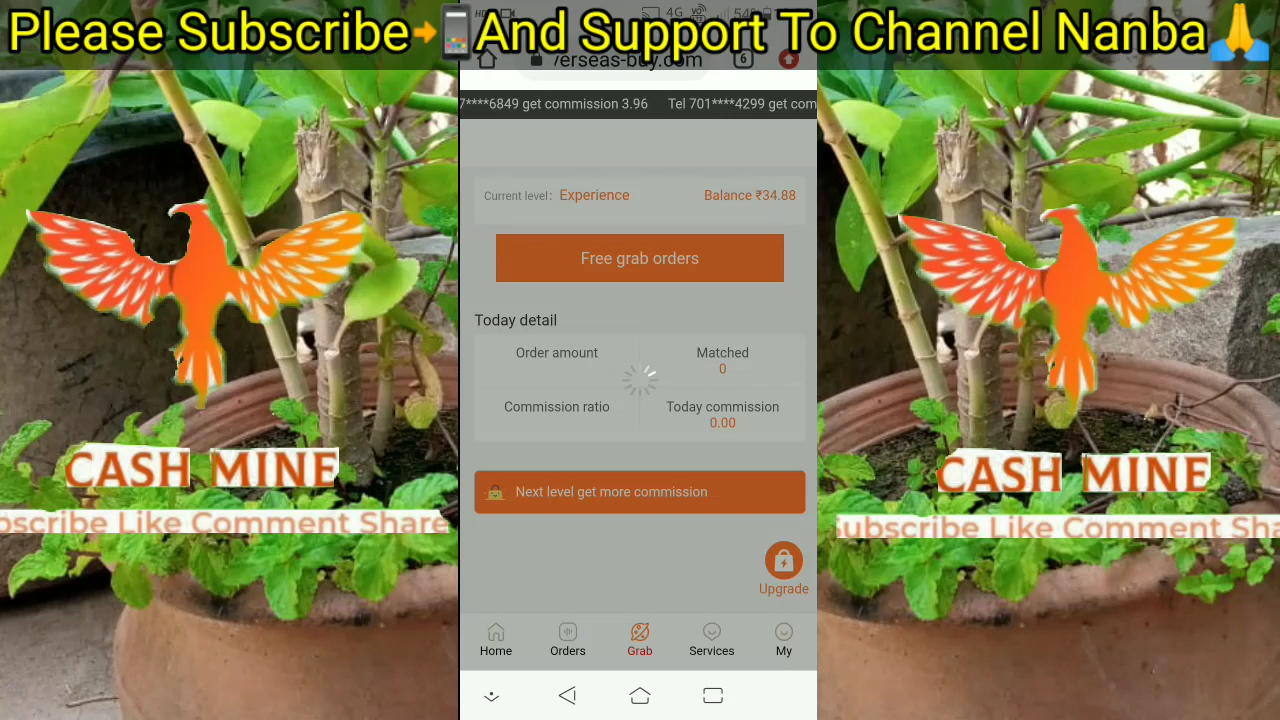 Please Subscribe And Support To Channel Nanba
4G
6
7****6849 get commission 3.96 Tel 701****4299 get com
Current level: Experience Balance ₹34.88
Free grab orders
Today detail
Order amount Matched
0
Commission ratio Today commission
0.00
Next level get more commission
Upgrade
Home Orders Grab Services My
CASH MINE
bscribe Like Comment Share
CASH MINE
ubscribe Like Comment Sha